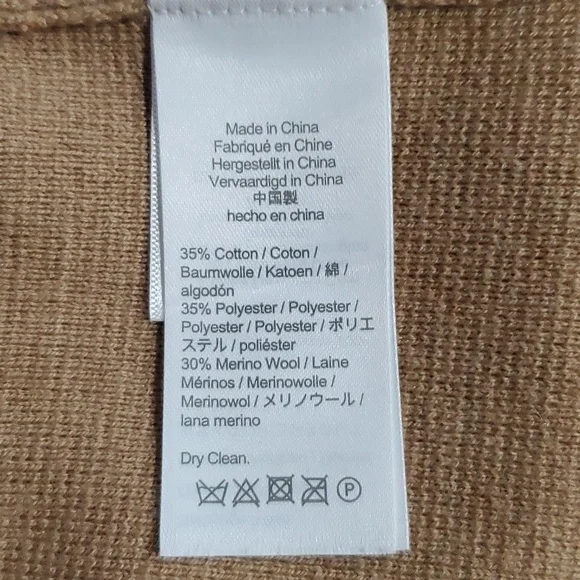 Made in China
Fabriqué en Chine
Hergestellt in China
Vervaardigd in China
中国製
hecho en china
35% Cotton / Coton /
Baumwolle / Katoen / 綿 /
algodón
35% Polyester / Polyester /
Polyester / Polyester / ポリエ
ステル / poliéster
30% Merino Wool / Laine
Mérinos / Merinowolle /
Merinowol / メリノウール /
lana merino
Dry Clean.
P